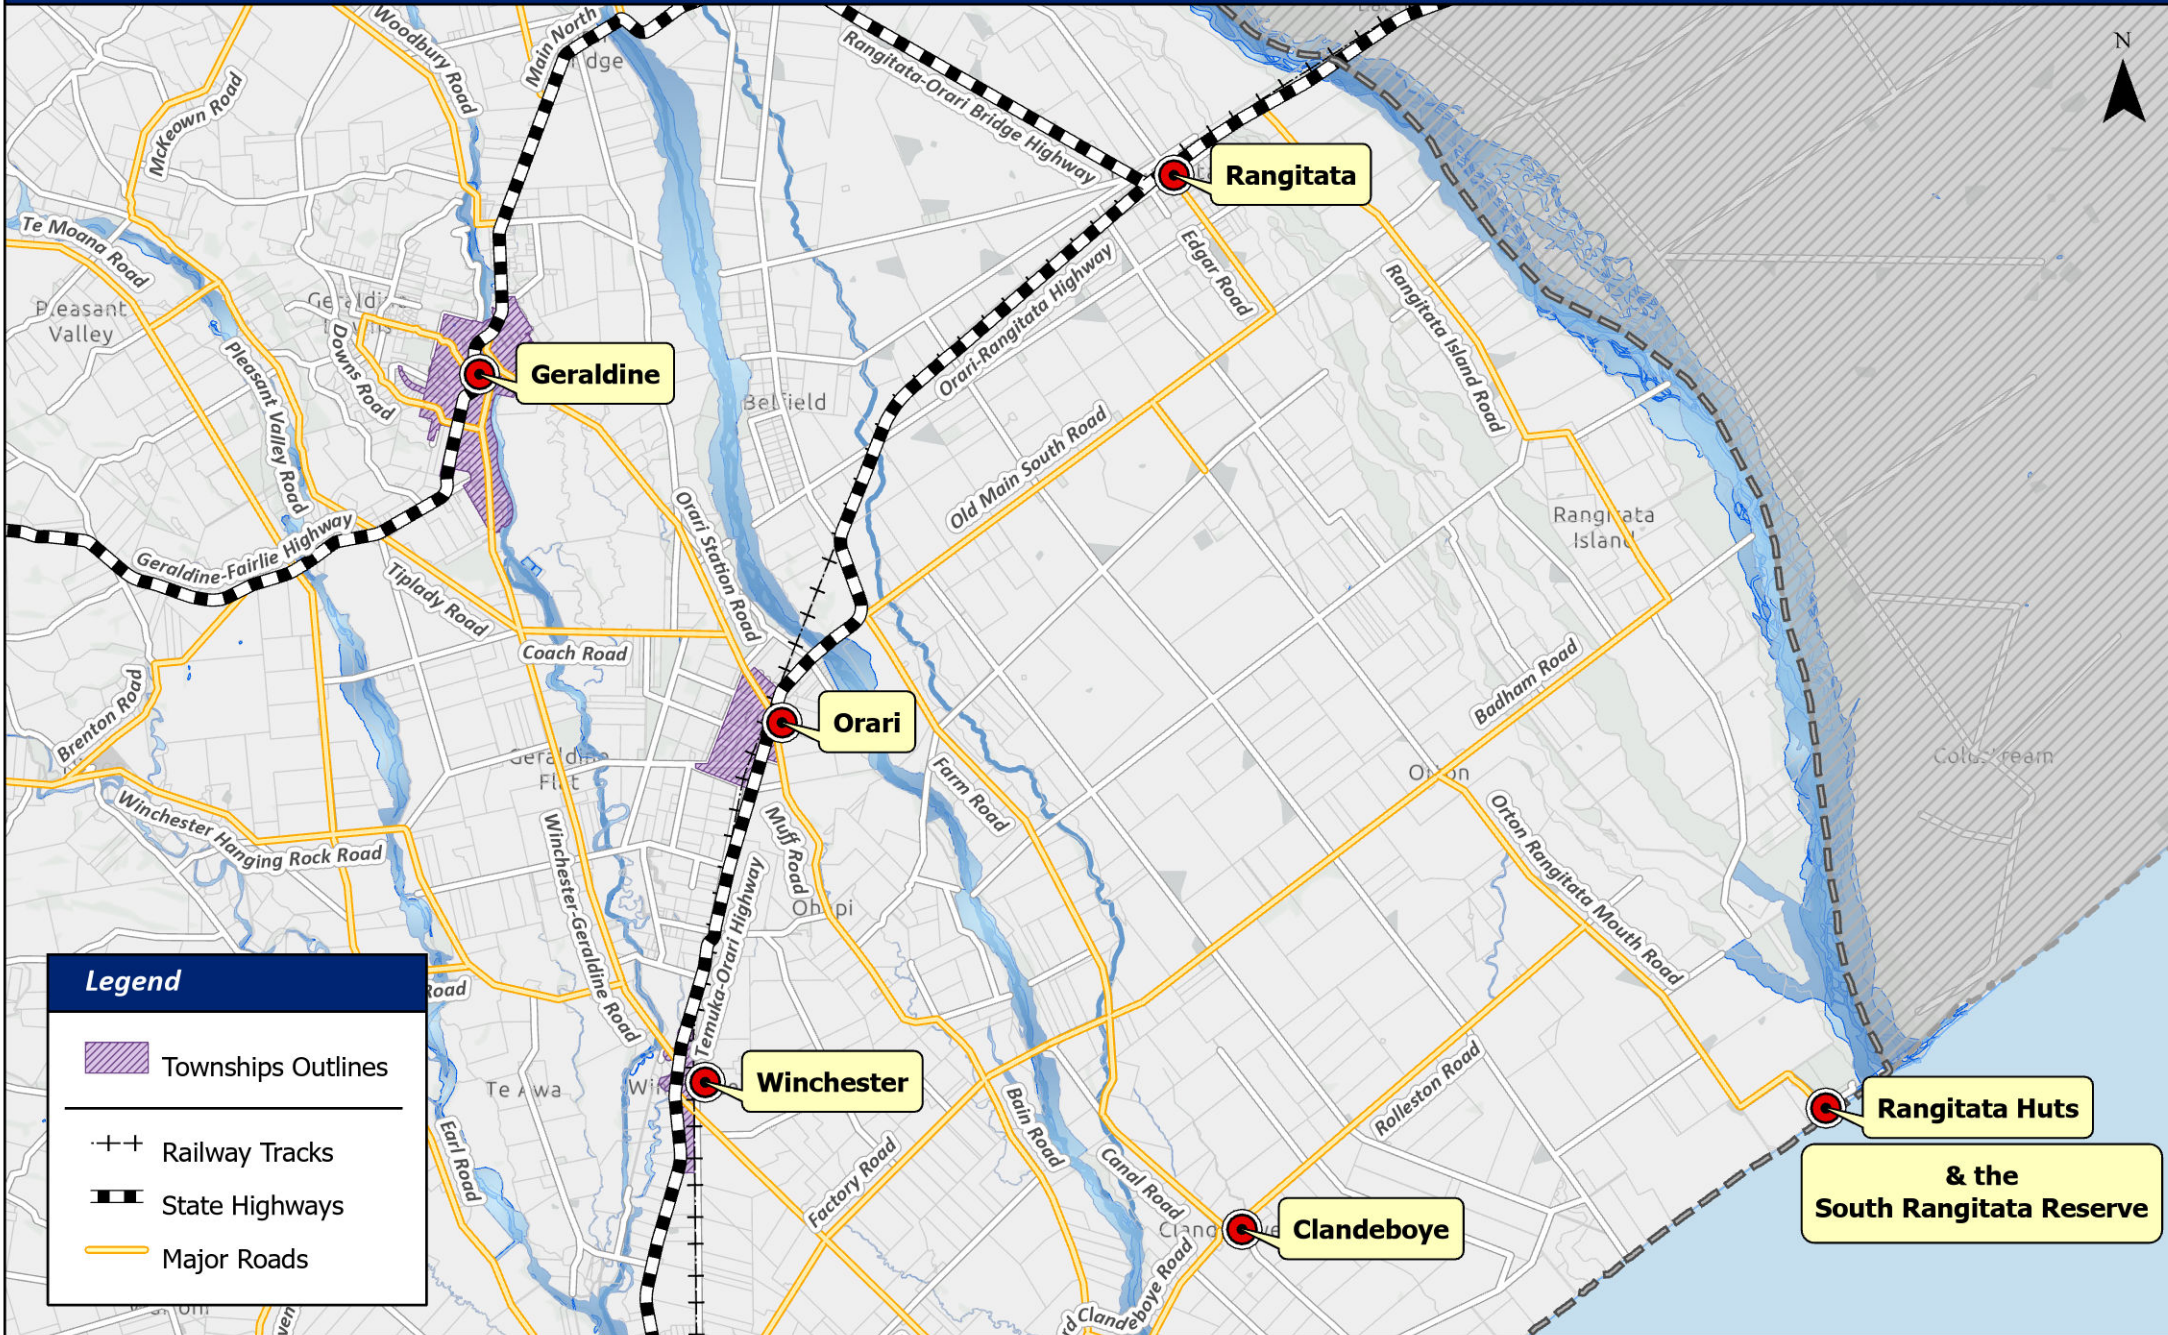 Woodbury Road
Main North
N
Rangitata-Orari Bridge Highway
McKeown Road
Rangitata
Te Moana Road
Edgar Road
Orari-Rangitata Highway
Rangitata Island Road
Pleasant
Valley
Downs Road
Pleasant Valley Road
Geraldine
Belfield
Old Main South Road
Orari Station Road
Rangitata
Island
Geraldine-Fairlie Highway
Tiplady Road
Coach Road
Badham Road
Brenton Road
Orari
Geraldine
Flat
Farm Road
Orton
Coldstream
Winchester Hanging Rock Road
Winchester-Geraldine Road
Muff Road
Temuka-Orari Highway
Ohapi
Orton Rangitata Mouth Road
Road
Legend
Townships Outlines
Railway Tracks
State Highways
Major Roads
Te Awa
Winchester
Earl Road
Factory Road
Bain Road
Canal Road
Rolleston Road
Clandeboye
Clandeboye Road
Rangitata Huts
& the
South Rangitata Reserve